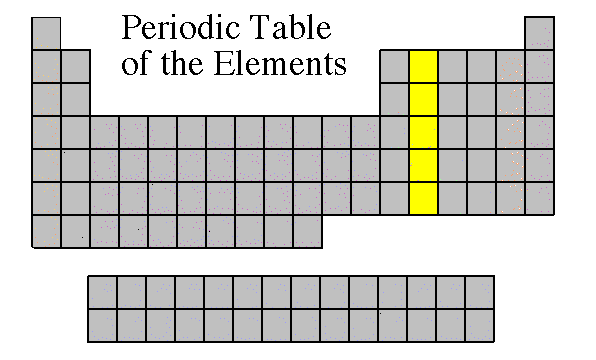 Periodic Table
of the Elements